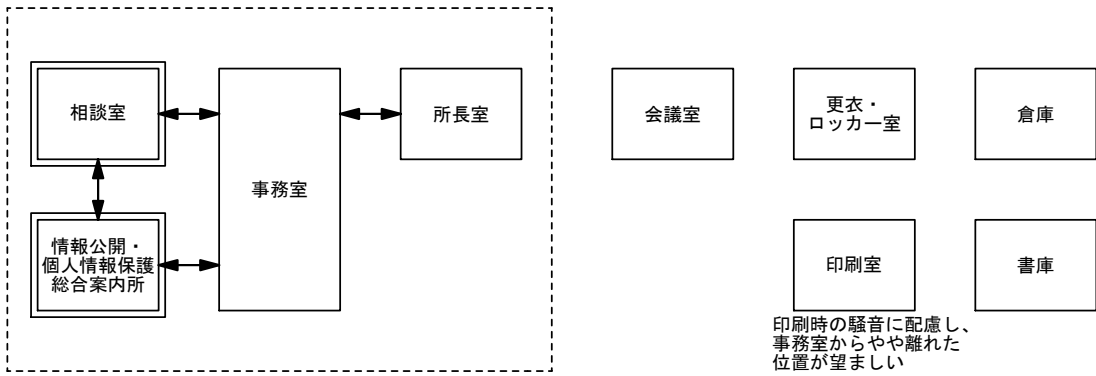 相談室
事務室
所長室
会議室
更衣・
ロッカー室
倉庫
情報公開・
個人情報保護
総合案内所
印刷室
書庫
印刷時の騒音に配慮し、
事務室からやや離れた
位置が望ましい